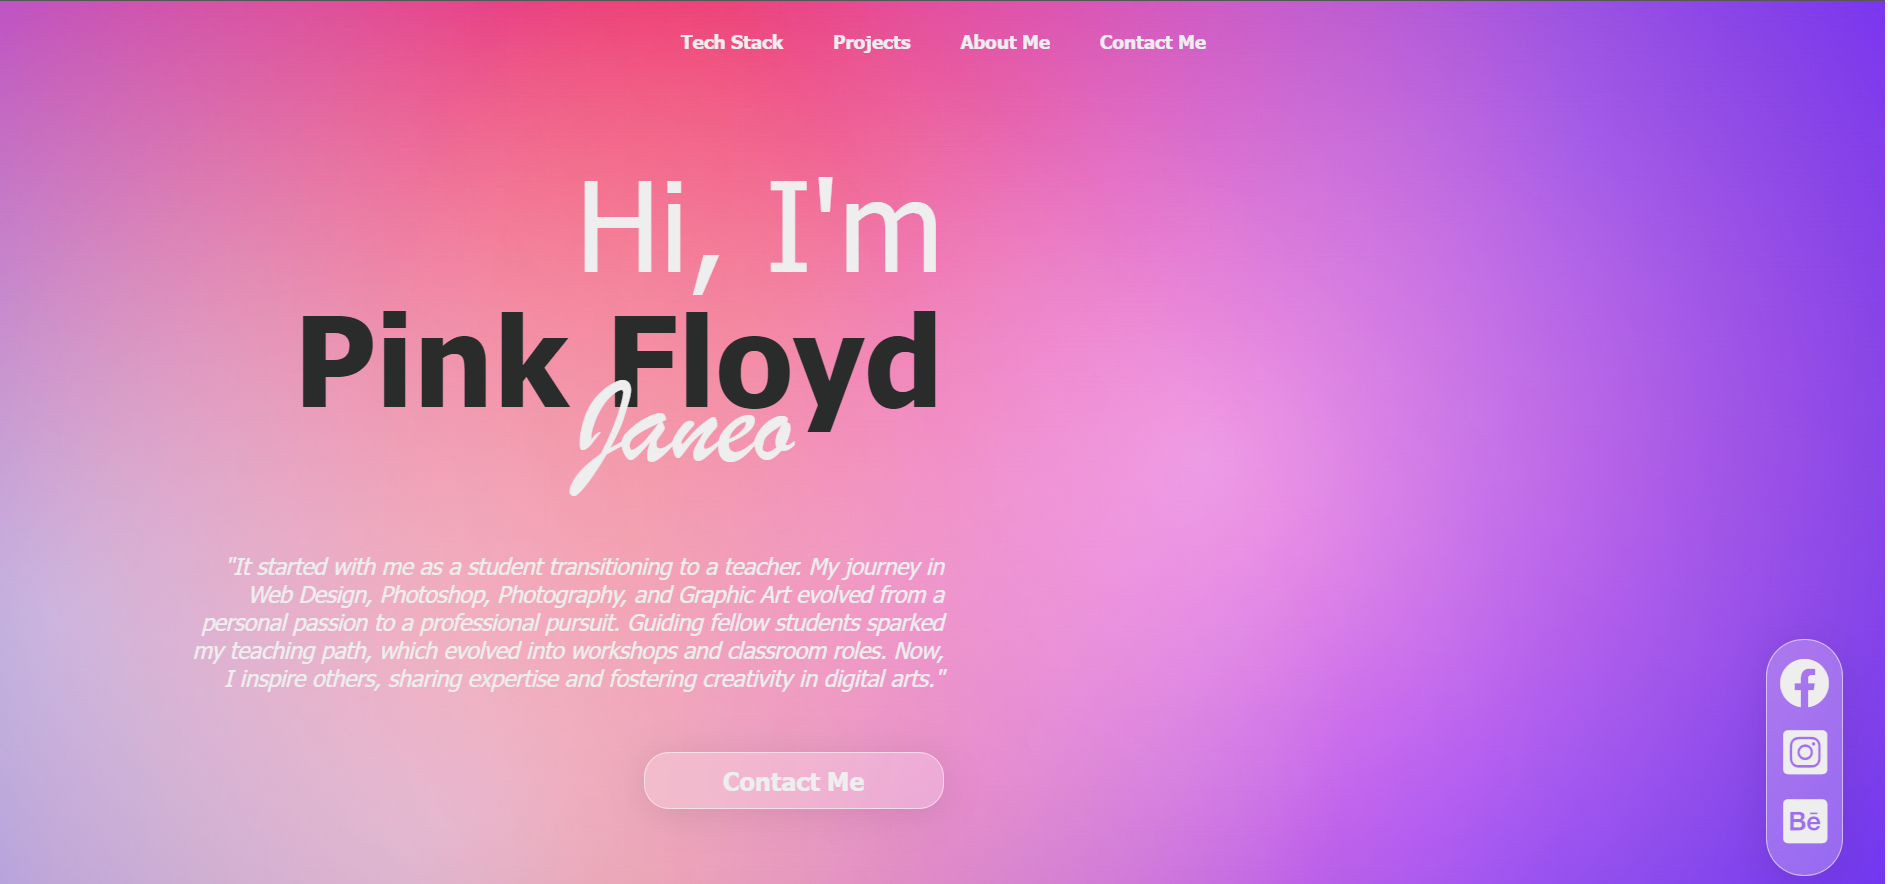 Tech Stack Projects About Me Contact Me
Hi, I'm
Pink Floyd
Janeo
"It started with me as a student transitioning to a teacher. My journey in
Web Design, Photoshop, Photography, and Graphic Art evolved from a
personal passion to a professional pursuit. Guiding fellow students sparked
my teaching path, which evolved into workshops and classroom roles. Now,
I inspire others, sharing expertise and fostering creativity in digital arts."
Contact Me
Bē